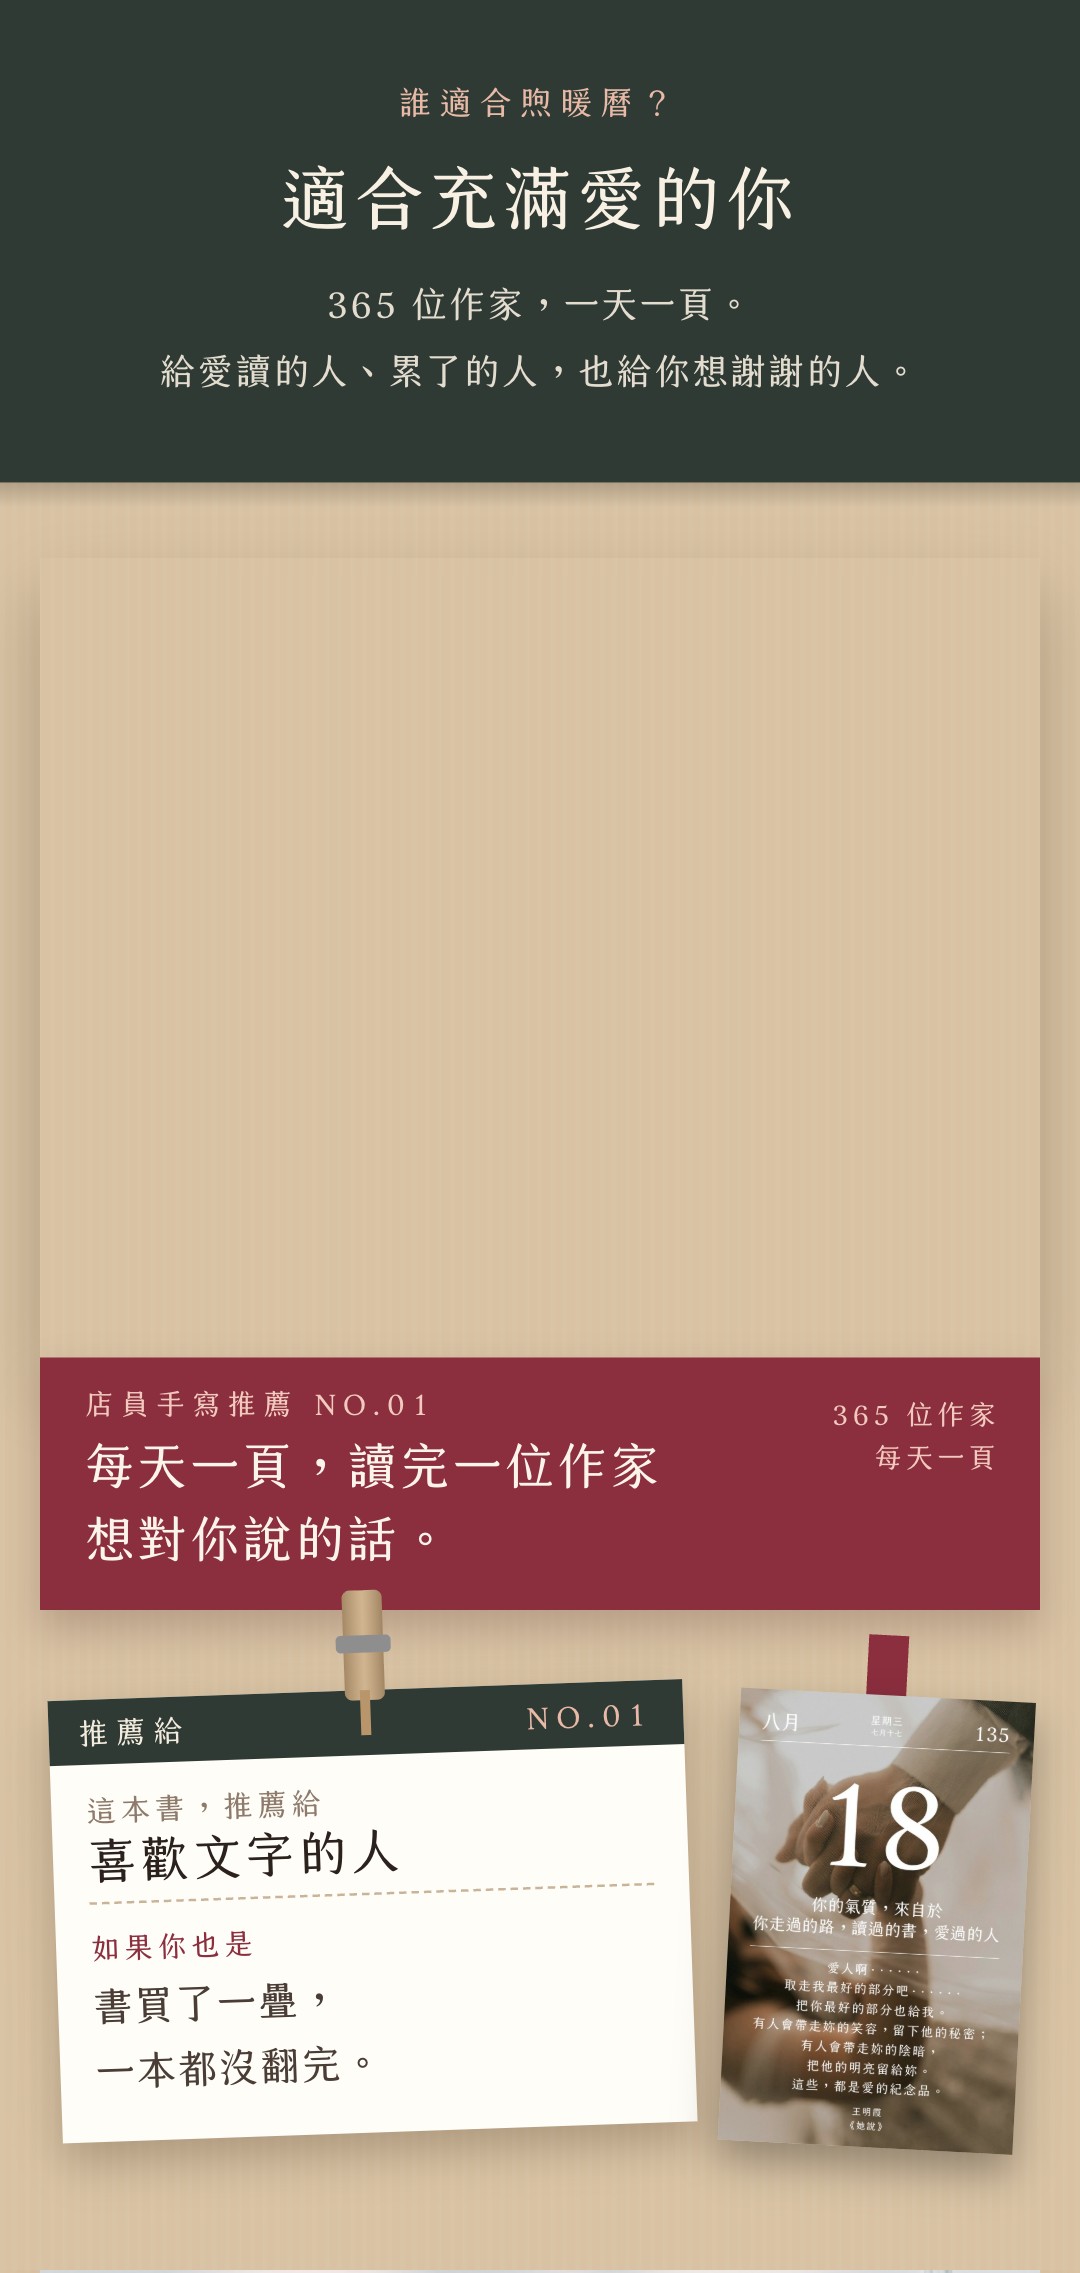 誰適合煦暖曆？
適合充滿愛的你
365 位作家，一天一頁。
給愛讀的人、累了的人，也給你想謝謝的人。
店員手寫推薦 NO.01
每天一頁，讀完一位作家
想對你說的話。
365 位作家
每天一頁
推薦給
NO.01
這本書，推薦給
喜歡文字的人
如果你也是
書買了一疊，
一本都沒翻完。
八月
星期三
七月十七
135
18
你的氣質，來自於
你走過的路，讀過的書，愛過的人
愛人啊······
取走我最好的部分吧······
把你最好的部分也給我。
有人會帶走妳的笑容，留下他的秘密；
有人會帶走妳的陰暗，
把他的明亮留給妳。
這些，都是愛的紀念品。
王明霞
《她說》